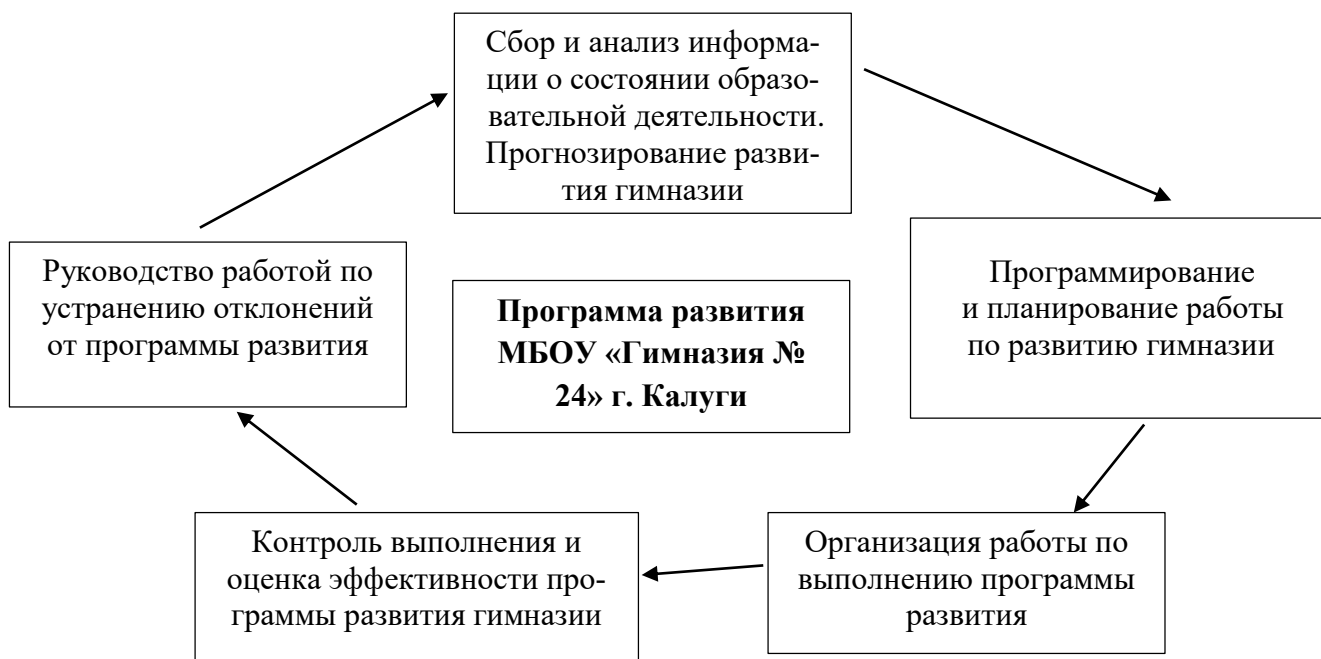 Сбор и анализ информа-
ции о состоянии образо-
вательной деятельности.
Прогнозирование разви-
тия гимназии
Руководство работой по
устранению отклонений
от программы развития
Программа развития
МБОУ «Гимназия №
24» г. Калуги
Программирование
и планирование работы
по развитию гимназии
Контроль выполнения и
оценка эффективности про-
граммы развития гимназии
Организация работы по
выполнению программы
развития